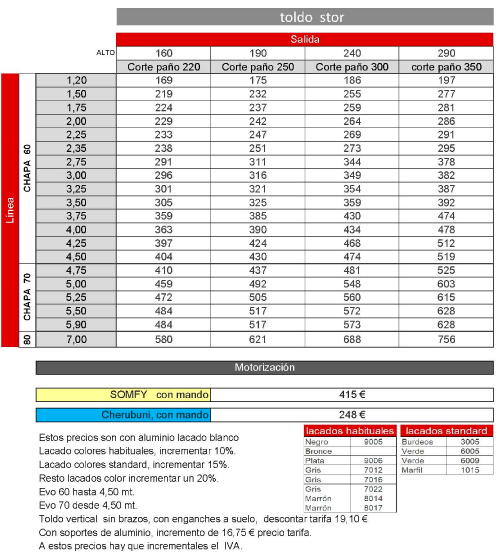 toldo stor
Salida
ALTO 160 190 240 290
Corte paño 220 Corte paño 250 Corte paño 300 corte paño 350
Línea
CHAPA 60
1,20 169 175 186 197
1,50 219 232 255 277
1,75 224 237 259 281
2,00 229 242 264 286
2,25 233 247 269 291
2,35 238 251 273 295
2,75 291 311 344 378
3,00 296 316 349 382
3,25 301 321 354 387
3,50 305 325 359 392
3,75 359 385 430 474
4,00 363 390 434 478
4,25 397 424 468 512
4,50 404 430 474 519
CHAPA 70
4,75 410 437 481 525
5,00 459 492 548 603
5,25 472 505 560 615
5,50 484 517 572 628
5,90 484 517 573 628
80 7,00 580 621 688 756
Motorización
SOMFY con mando 415 €
Cherubuni, con mando 248 €
Estos precios son con aluminio lacado blanco
Lacado colores habituales, incrementar 10%.
Lacado colores standard, incrementar 15%.
Resto lacados color incrementar un 20%.
Evo 60 hasta 4,50 mt.
Evo 70 desde 4,50 mt.
Toldo vertical sin brazos, con enganches a suelo, descontar tarifa 19,10 €
Con soportes de aluminio, incremento de 16,75 € precio tarifa.
A estos precios hay que incrementales el IVA.
lacados habituales
Negro 9005
Bronce
Plata 9006
Gris 7012
Gris 7016
Gris 7022
Marrón 8014
Marrón 8017
lacados standard
Burdeos 3005
Verde 6005
Verde 6009
Marfil 1015